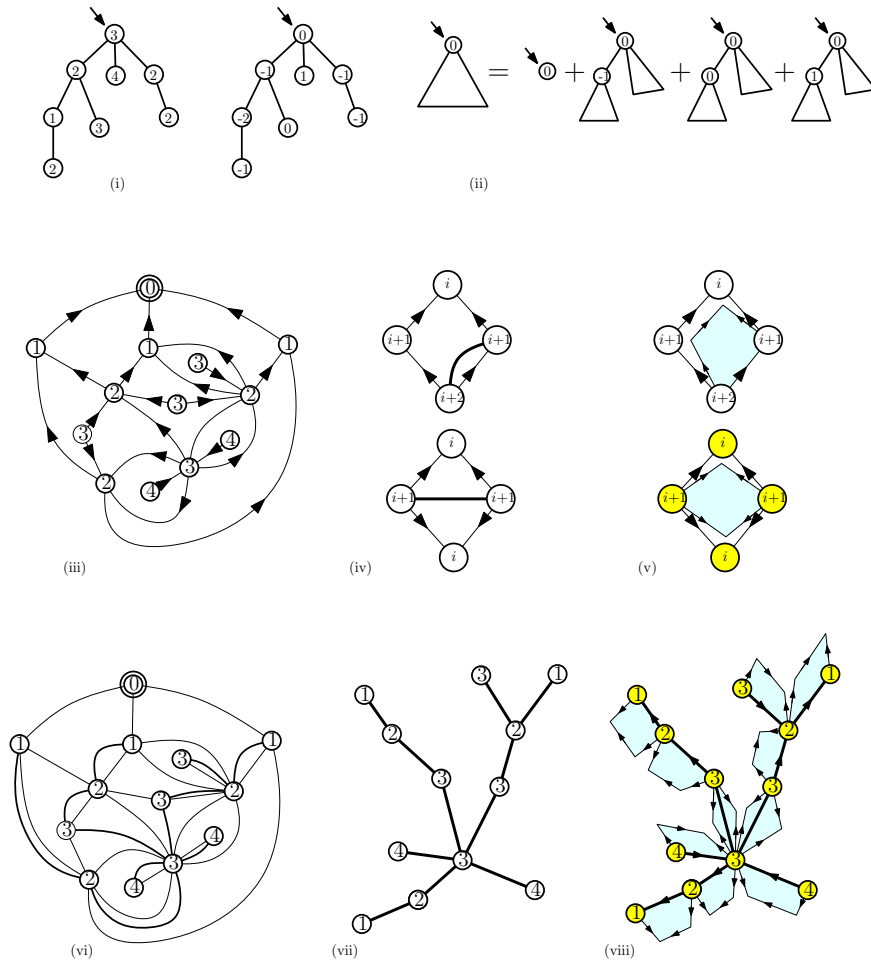 3 0 0 = 0 + 0 + 0 + 0
2 4 2 -1 1 -1 -1 0 1
1 3 2 -2 0 -1
2 -1
(i) (ii)
0 i i
1 1 1 i+1 i+1 i+1 i+1
3 2 3 2 i+2 i+2
3 4 i i
3
2 4 i+1 i+1 i+1 i+1
i i
(iii) (iv) (v)
0 1 3 1 1 3 1
1 1 1 2 2 2 2
3 2 3 2 3 3 3 3
3 4 3 4 3 4 3
2 4 2 4 2 4
1 1
(vi) (vii) (viii)